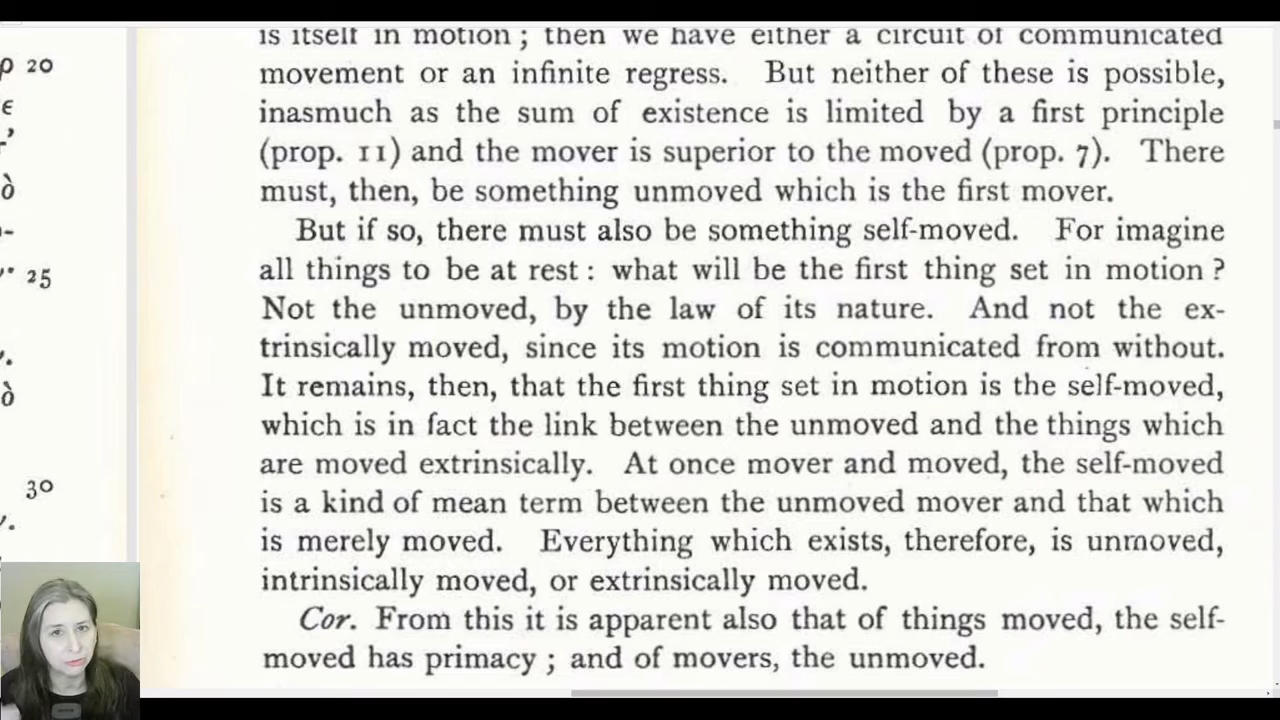 is itself in motion ; then we have either a circuit of communicated
movement or an infinite regress. But neither of these is possible,
inasmuch as the sum of existence is limited by a first principle
(prop. 11) and the mover is superior to the moved (prop. 7). There
must, then, be something unmoved which is the first mover.
But if so, there must also be something self-moved. For imagine
all things to be at rest : what will be the first thing set in motion ?
Not the unmoved, by the law of its nature. And not the ex-
trinsically moved, since its motion is communicated from without.
It remains, then, that the first thing set in motion is the self-moved,
which is in fact the link between the unmoved and the things which
are moved extrinsically. At once mover and moved, the self-moved
is a kind of mean term between the unmoved mover and that which
is merely moved. Everything which exists, therefore, is unmoved,
intrinsically moved, or extrinsically moved.
Cor. From this it is apparent also that of things moved, the self-
moved has primacy ; and of movers, the unmoved.
ρ 20
ε
ὸ
25
ὸ
30